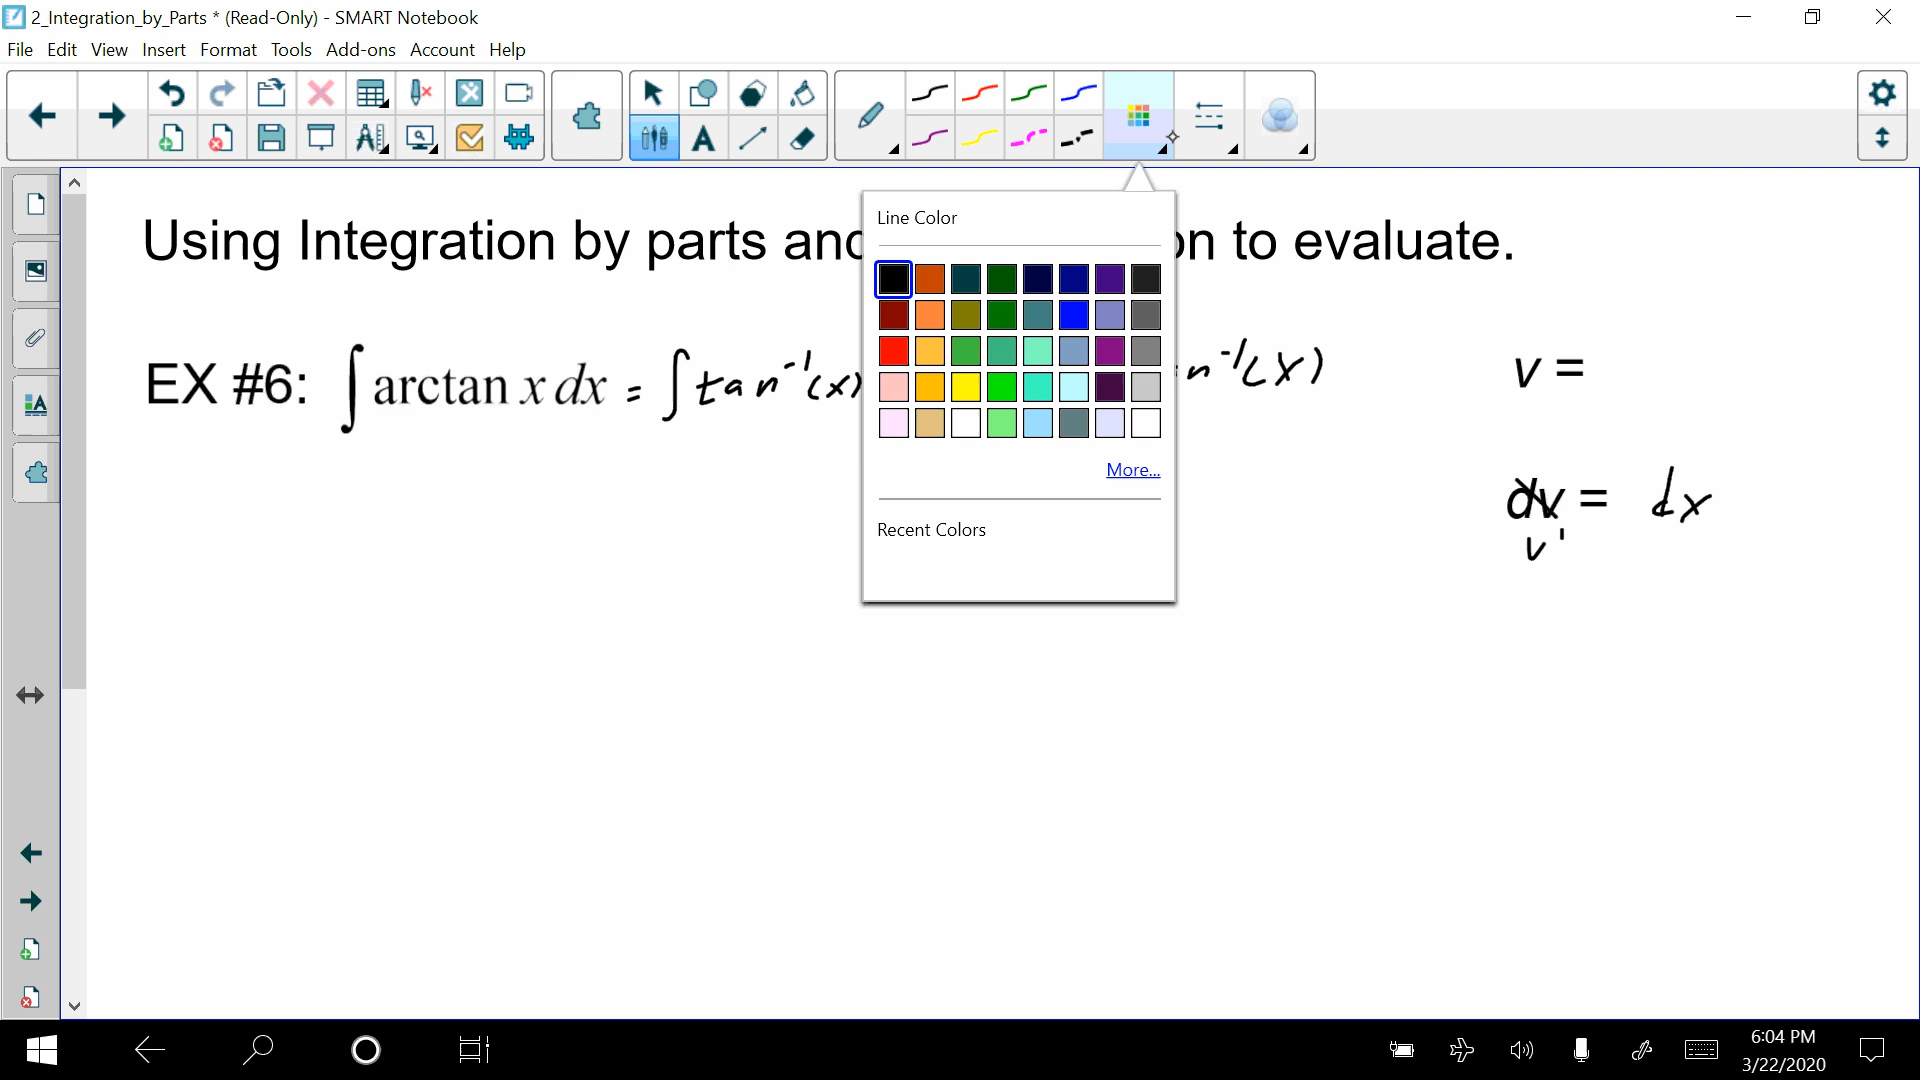 2_Integration_by_Parts * (Read-Only) - SMART Notebook
File Edit View Insert Format Tools Add-ons Account Help
Line Color
Using Integration by parts and on to evaluate.
EX #6: ∫ arctan x dx = ∫ tan⁻¹(x) n⁻¹(x) v =
More...
dv = dx
v'
Recent Colors
6:04 PM
3/22/2020